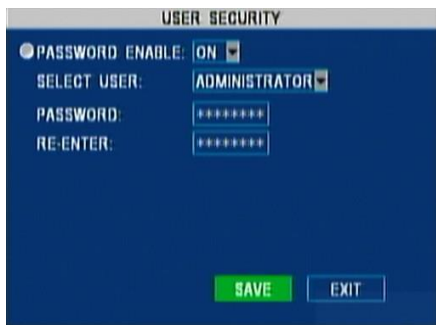 USER SECURITY
PASSWORD ENABLE: ON
SELECT USER: ADMINISTRATOR
PASSWORD: ********
RE-ENTER: ********
SAVE EXIT